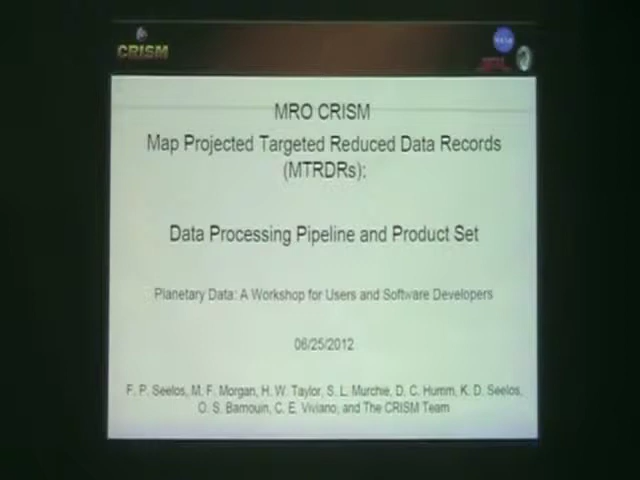 CRISM
NASA
MRO CRISM
Map Projected Targeted Reduced Data Records
(MTRDRs):
Data Processing Pipeline and Product Set
Planetary Data: A Workshop for Users and Software Developers
06/25/2012
F. P. Seelos, M. F. Morgan, H. W. Taylor, S. L. Murchie, D. C. Humm, K. D. Seelos,
O. S. Barnouin, C. E. Viviano, and The CRISM Team